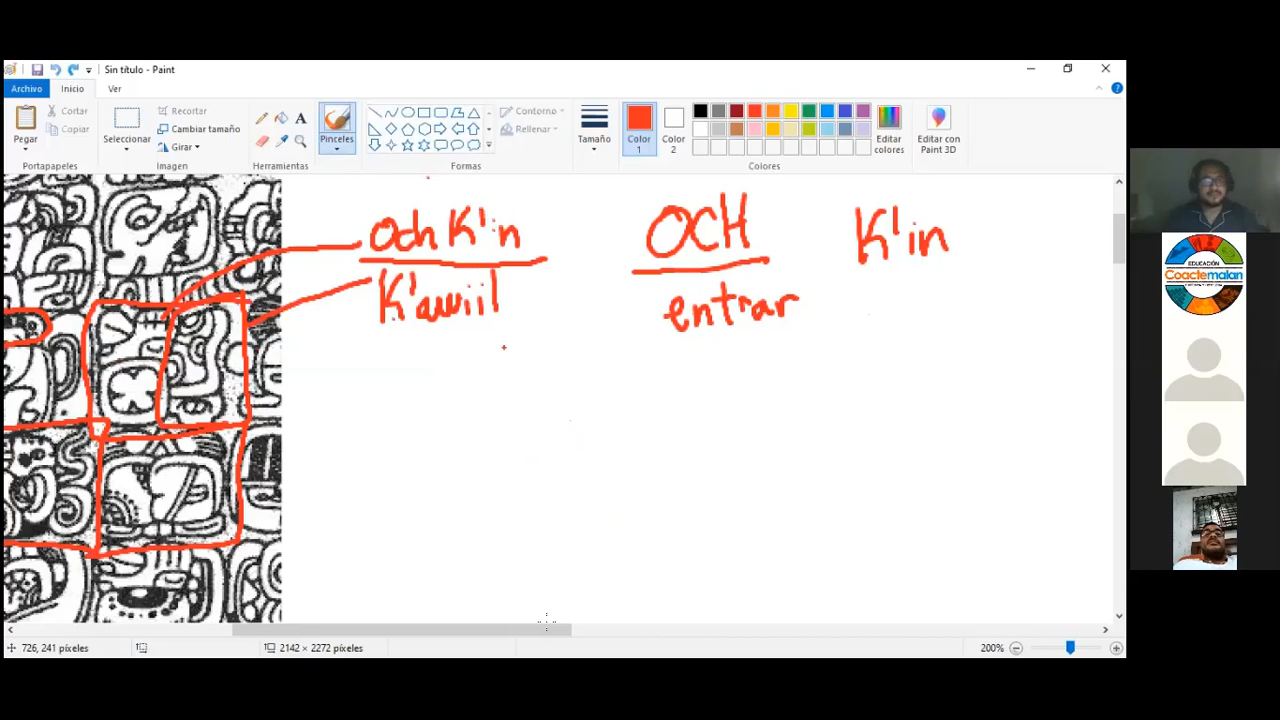 Sin título - Paint
Archivo
Inicio
Ver
Pegar
Cortar
Copiar
Portapapeles
Seleccionar
Recortar
Cambiar tamaño
Girar
Imagen
A
Herramientas
Pinceles
Formas
Contorno
Rellenar
Tamaño
Color 1
Color 2
Editar colores
Colores
Editar con Paint 3D
Och K'in
K'awiil
OCH
entrar
K'in
726, 241 píxeles
2142 × 2272 píxeles
200%
EDUCACIÓN
Coactemalan